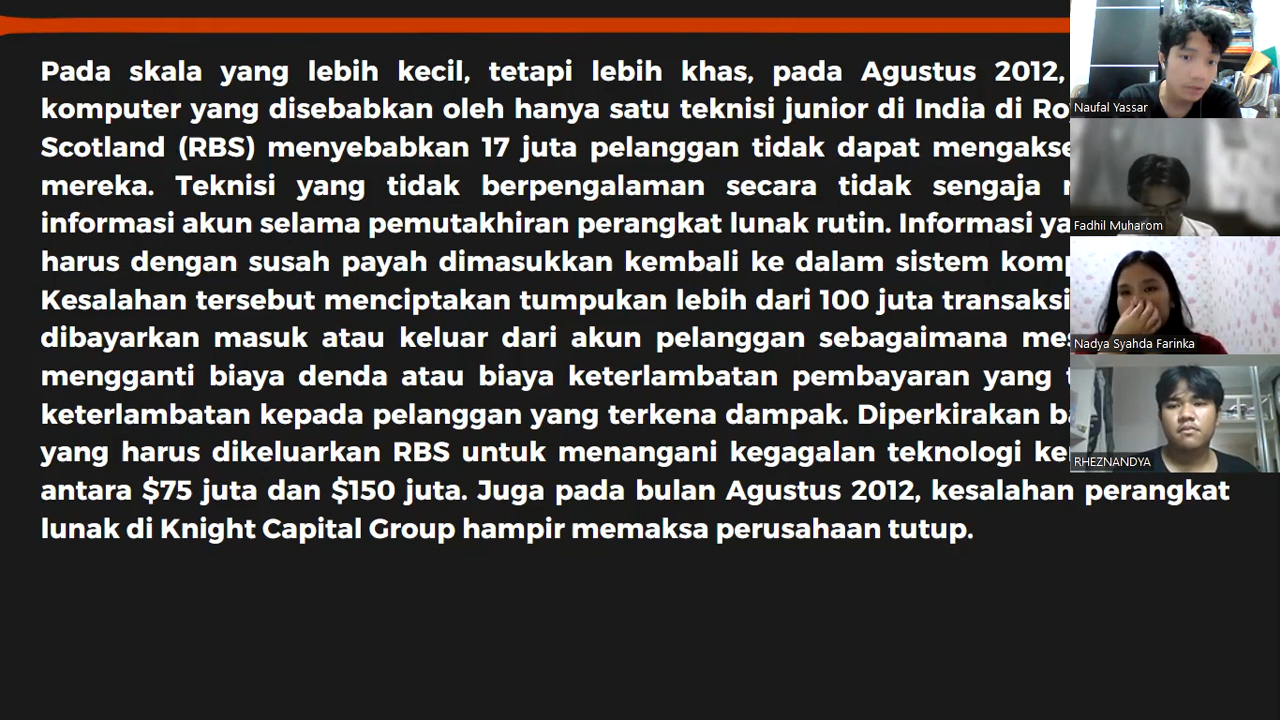 Pada skala yang lebih kecil, tetapi lebih khas, pada Agustus 2012,
komputer yang disebabkan oleh hanya satu teknisi junior di India di
Scotland (RBS) menyebabkan 17 juta pelanggan tidak dapat
mereka. Teknisi yang tidak berpengalaman secara tidak sengaja
informasi akun selama pemutakhiran perangkat lunak rutin. Informasi
harus dengan susah payah dimasukkan kembali ke dalam sistem
Kesalahan tersebut menciptakan tumpukan lebih dari 100 juta transaksi
dibayarkan masuk atau keluar dari akun pelanggan sebagaimana
mengganti biaya denda atau biaya keterlambatan pembayaran yang
keterlambatan kepada pelanggan yang terkena dampak. Diperkirakan
yang harus dikeluarkan RBS untuk menangani kegagalan teknologi
antara $75 juta dan $150 juta. Juga pada bulan Agustus 2012, kesalahan perangkat
lunak di Knight Capital Group hampir memaksa perusahaan tutup.
Naufal Yassar
Fadhil Muharom
Nadya Syahda Farinka
RHEZNANDYA